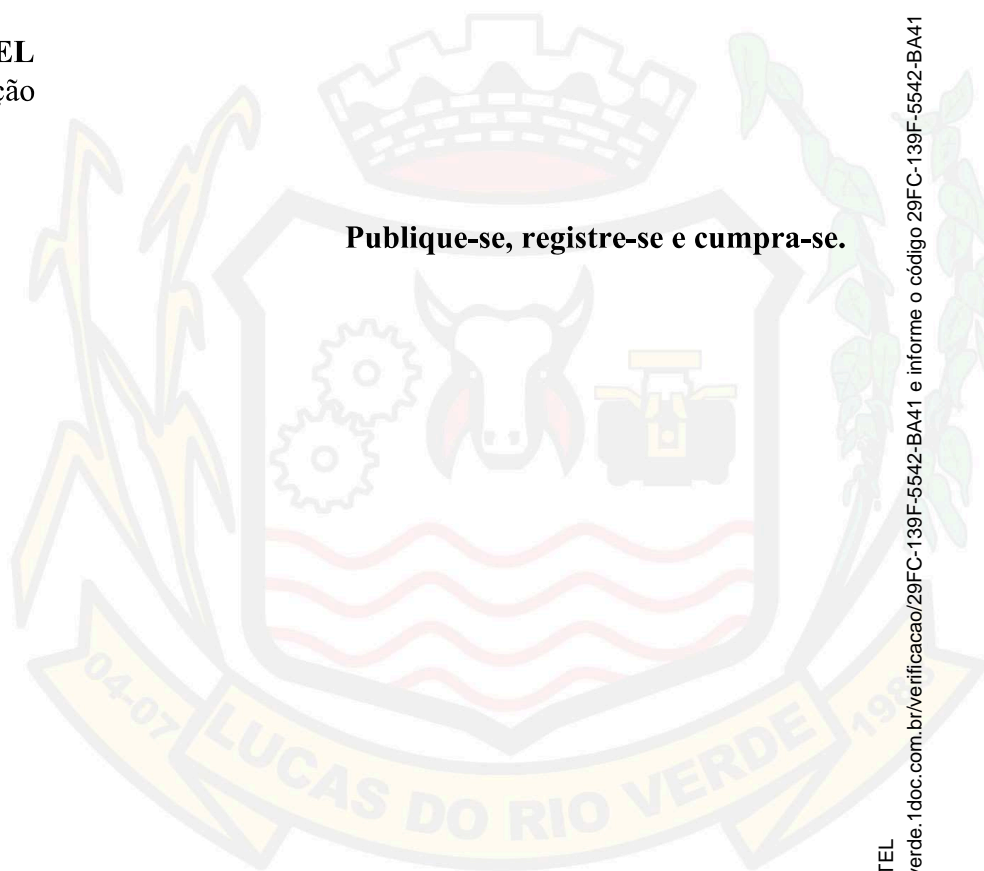 EL
ção
Publique-se, registre-se e cumpra-se.
04-07
LUCAS DO RIO VERDE
TEL
verde.1doc.com.br/verificacao/29FC-139F-5542-BA41 e informe o código 29FC-139F-5542-BA41